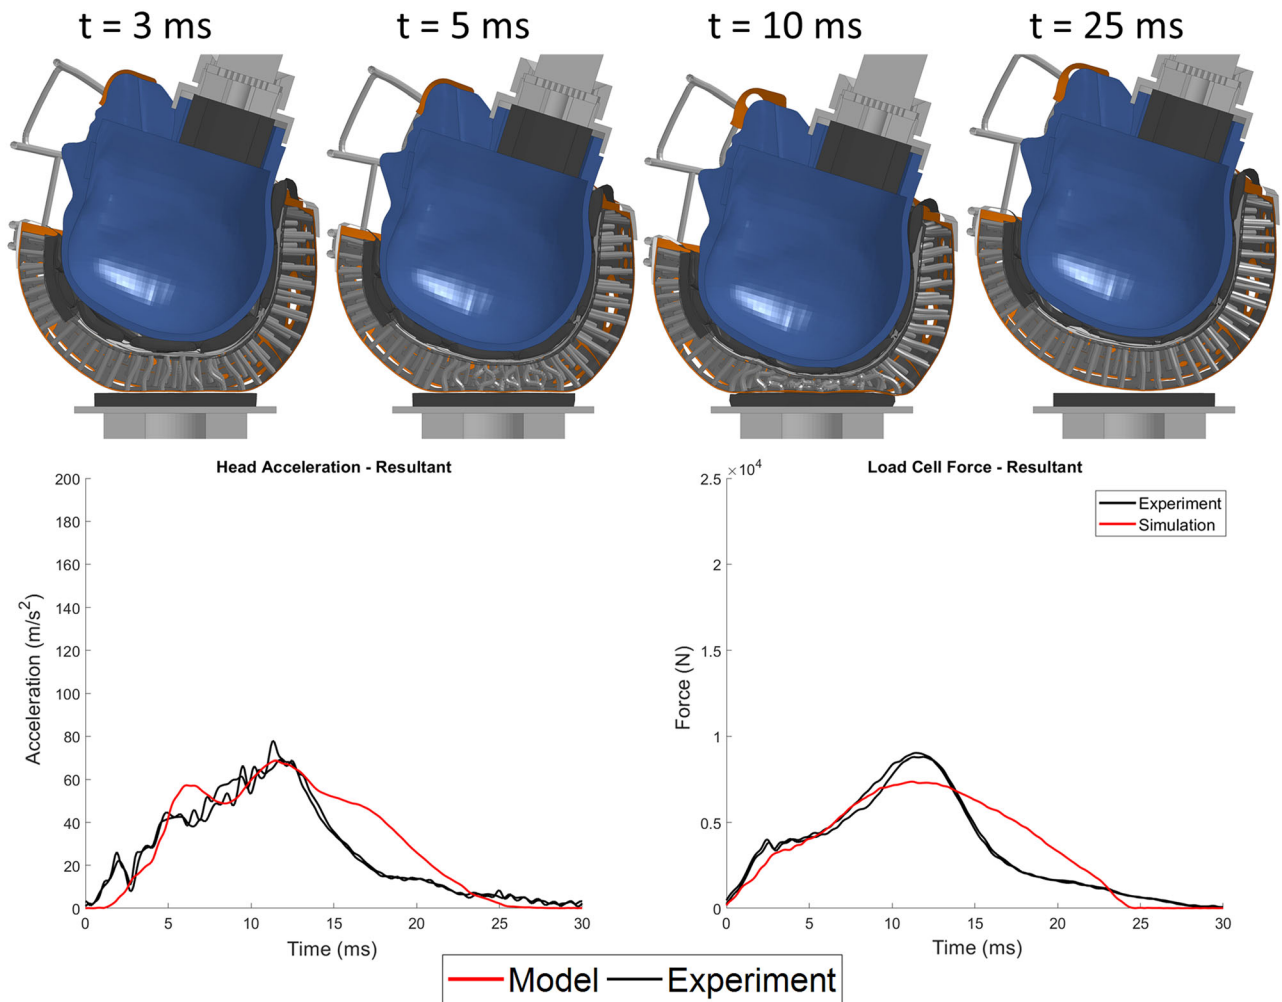 t = 3 ms t = 5 ms t = 10 ms t = 25 ms
Head Acceleration - Resultant
200
180
160
140
120
100
80
60
40
20
0
Acceleration (m/s²)
0 5 10 15 20 25 30
Time (ms)
Load Cell Force - Resultant
×10⁴
2.5
2
1.5
1
0.5
0
Force (N)
Experiment
Simulation
0 5 10 15 20 25 30
Time (ms)
Model Experiment